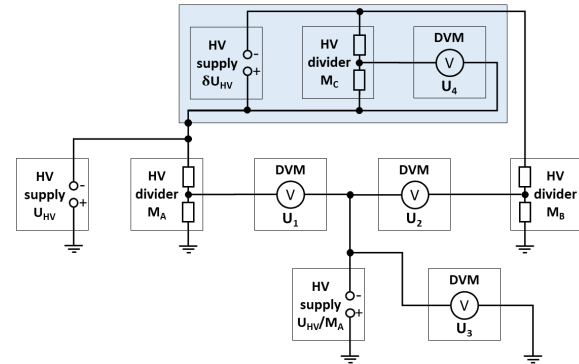 HV
supply
δU_HV
-
+
HV
divider
M_C
DVM
V
U_4
HV
supply
U_HV
-
+
HV
divider
M_A
DVM
V
U_1
DVM
V
U_2
HV
divider
M_B
HV
supply
U_HV/M_A
-
+
DVM
V
U_3